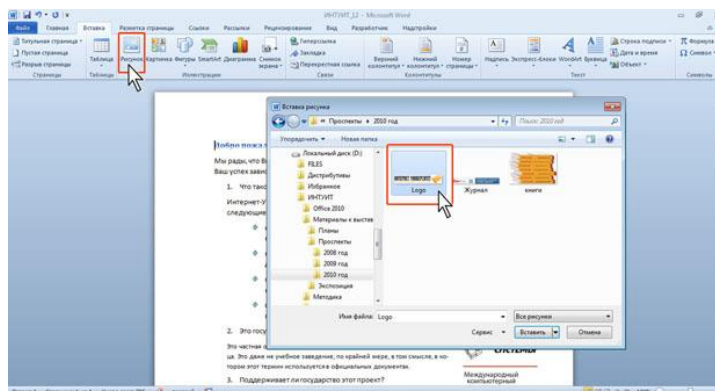 ИНТУИТ_12 - Microsoft Word
Файл Главная Вставка Разметка страницы Ссылки Рассылки Рецензирование Вид Разработчик Надстройки
Титульная страница
Пустая страница
Разрыв страницы
Страницы
Таблица
Таблицы
Рисунок Картинка Фигуры SmartArt Диаграмма Снимок экрана
Иллюстрации
Гиперссылка
Закладка
Перекрестная ссылка
Связи
Верхний колонтитул Нижний колонтитул Номер страницы
Колонтитулы
Надпись Экспресс-блоки WordArt Буквица
Строка подписи
Дата и время
Объект
Текст
Формула
Символ
Символы
Вставка рисунка
« Проспекты 2010 год
Поиск: 2010 год
Упорядочить Новая папка
Локальный диск (D:)
FILES
Дистрибутивы
Избранное
ИНТУИТ
Office 2010
Материалы к выстав
Планы
Проспекты
2008 год
2009 год
2010 год
Экспозиция
Методика
Logo
Журнал
книги
Имя файла: Logo
Все рисунки
Сервис Вставить Отмена
Добро пожа
Мы рады, что В
Ваш успех завис
1. Что так
Интернет-У
следующие
2. Это госу
Это частная о
ца. Это даже не учебное заведение, по крайней мере, в том смысле, в ко-
тором этот термин используется в официальных документах.
3. Поддерживает ли государство этот проект?
СИСТЕМЫ
Международный
компьютерный